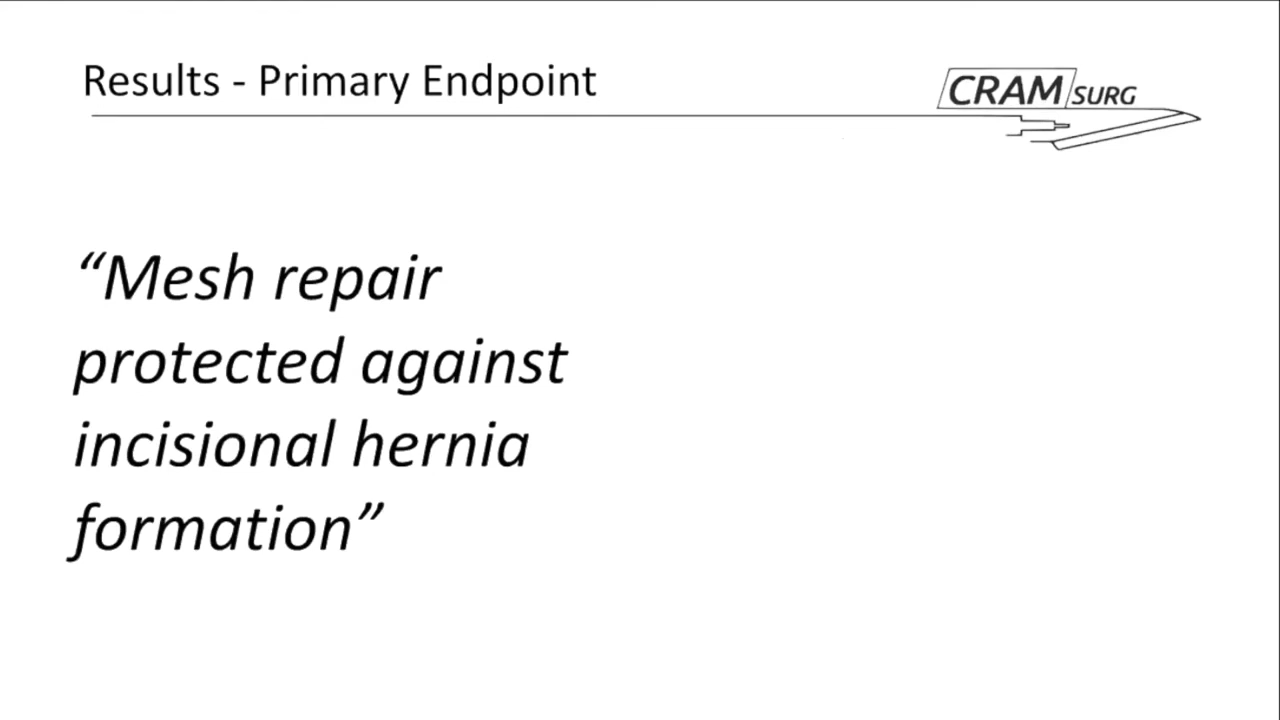 Results - Primary Endpoint
CRAM SURG
“Mesh repair
protected against
incisional hernia
formation”